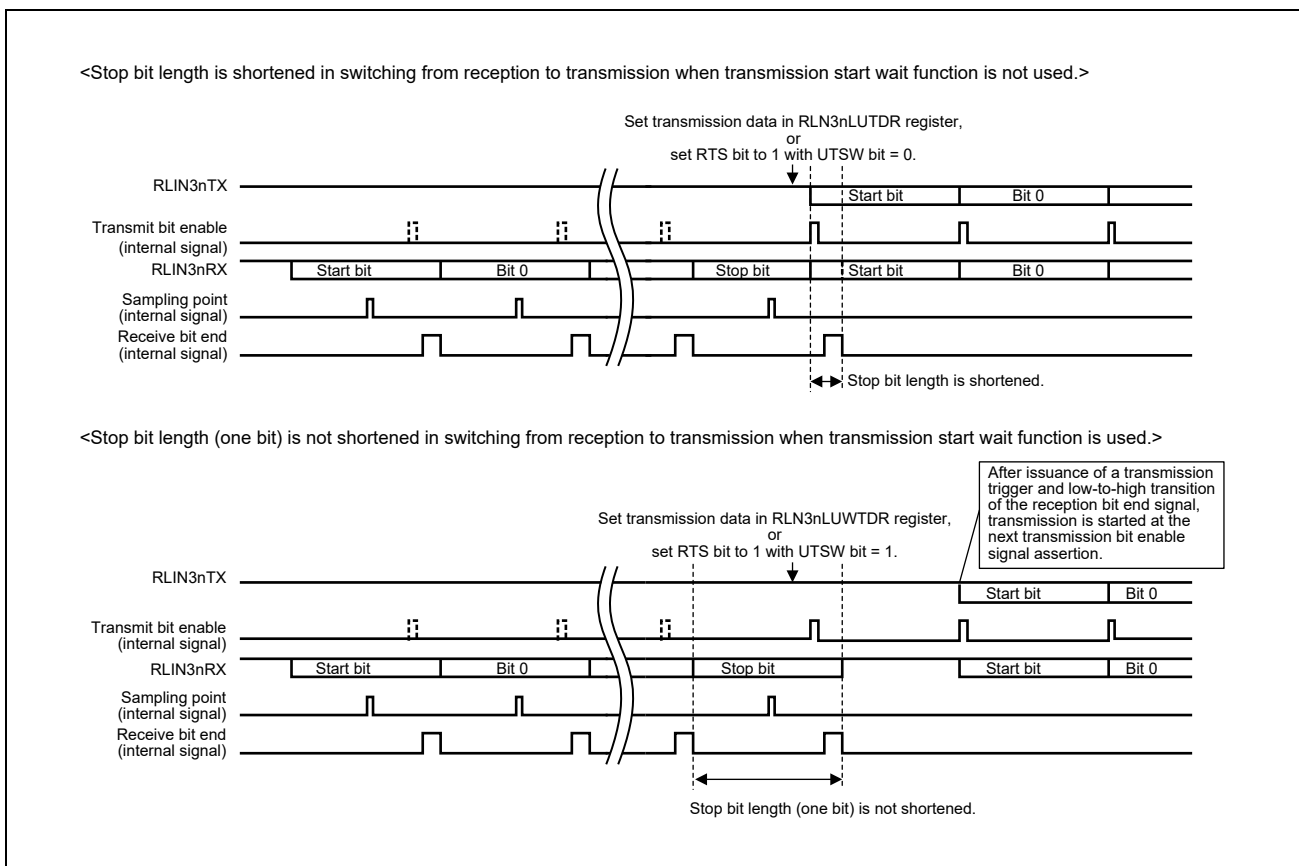 <Stop bit length is shortened in switching from reception to transmission when transmission start wait function is not used.>
Set transmission data in RLN3nLUTDR register,
or
set RTS bit to 1 with UTSW bit = 0.
RLIN3nTX
Start bit
Bit 0
Transmit bit enable
(internal signal)
RLIN3nRX
Start bit
Bit 0
Stop bit
Start bit
Bit 0
Sampling point
(internal signal)
Receive bit end
(internal signal)
Stop bit length is shortened.
<Stop bit length (one bit) is not shortened in switching from reception to transmission when transmission start wait function is used.>
After issuance of a transmission
trigger and low-to-high transition
of the reception bit end signal,
transmission is started at the
next transmission bit enable
signal assertion.
Set transmission data in RLN3nLUWTDR register,
or
set RTS bit to 1 with UTSW bit = 1.
RLIN3nTX
Start bit
Bit 0
Transmit bit enable
(internal signal)
RLIN3nRX
Start bit
Bit 0
Stop bit
Start bit
Bit 0
Sampling point
(internal signal)
Receive bit end
(internal signal)
Stop bit length (one bit) is not shortened.